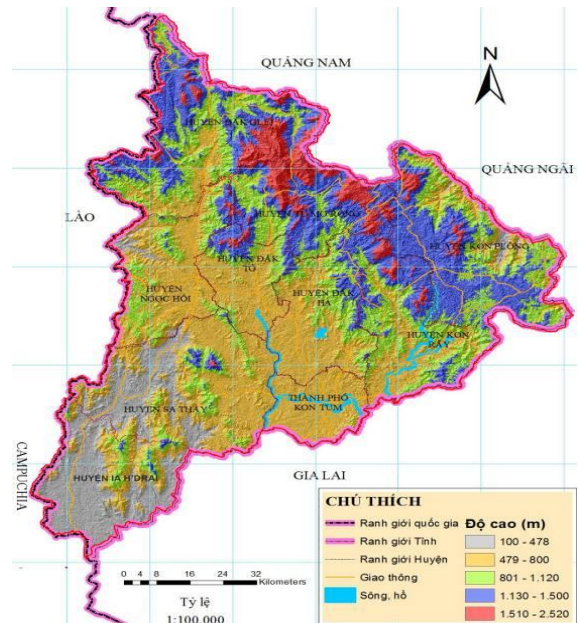 QUẢNG NAM
N
HUYỆN ĐĂK GLEI
QUẢNG NGÃI
LÀO
HUYỆN TU MƠ RÔNG
HUYỆN KON PLÔNG
HUYỆN ĐĂK
TÔ
HUYỆN
NGỌC HỒI
HUYỆN ĐĂK
HÀ
HUYỆN KON
RẪY
HUYỆN SA THẦY
THÀNH PHỐ
KON TUM
CAMPUCHIA
HUYỆN IA H'DRAI
GIA LAI
CHÚ THÍCH
Ranh giới quốc gia
Ranh giới Tỉnh
Ranh giới Huyện
Giao thông
Sông, hồ
Độ cao (m)
100 - 478
479 - 800
801 - 1.120
1.130 - 1.500
1.510 - 2.520
0 4 8 16 24 32
Kilometers
Tỷ lệ
1:100.000